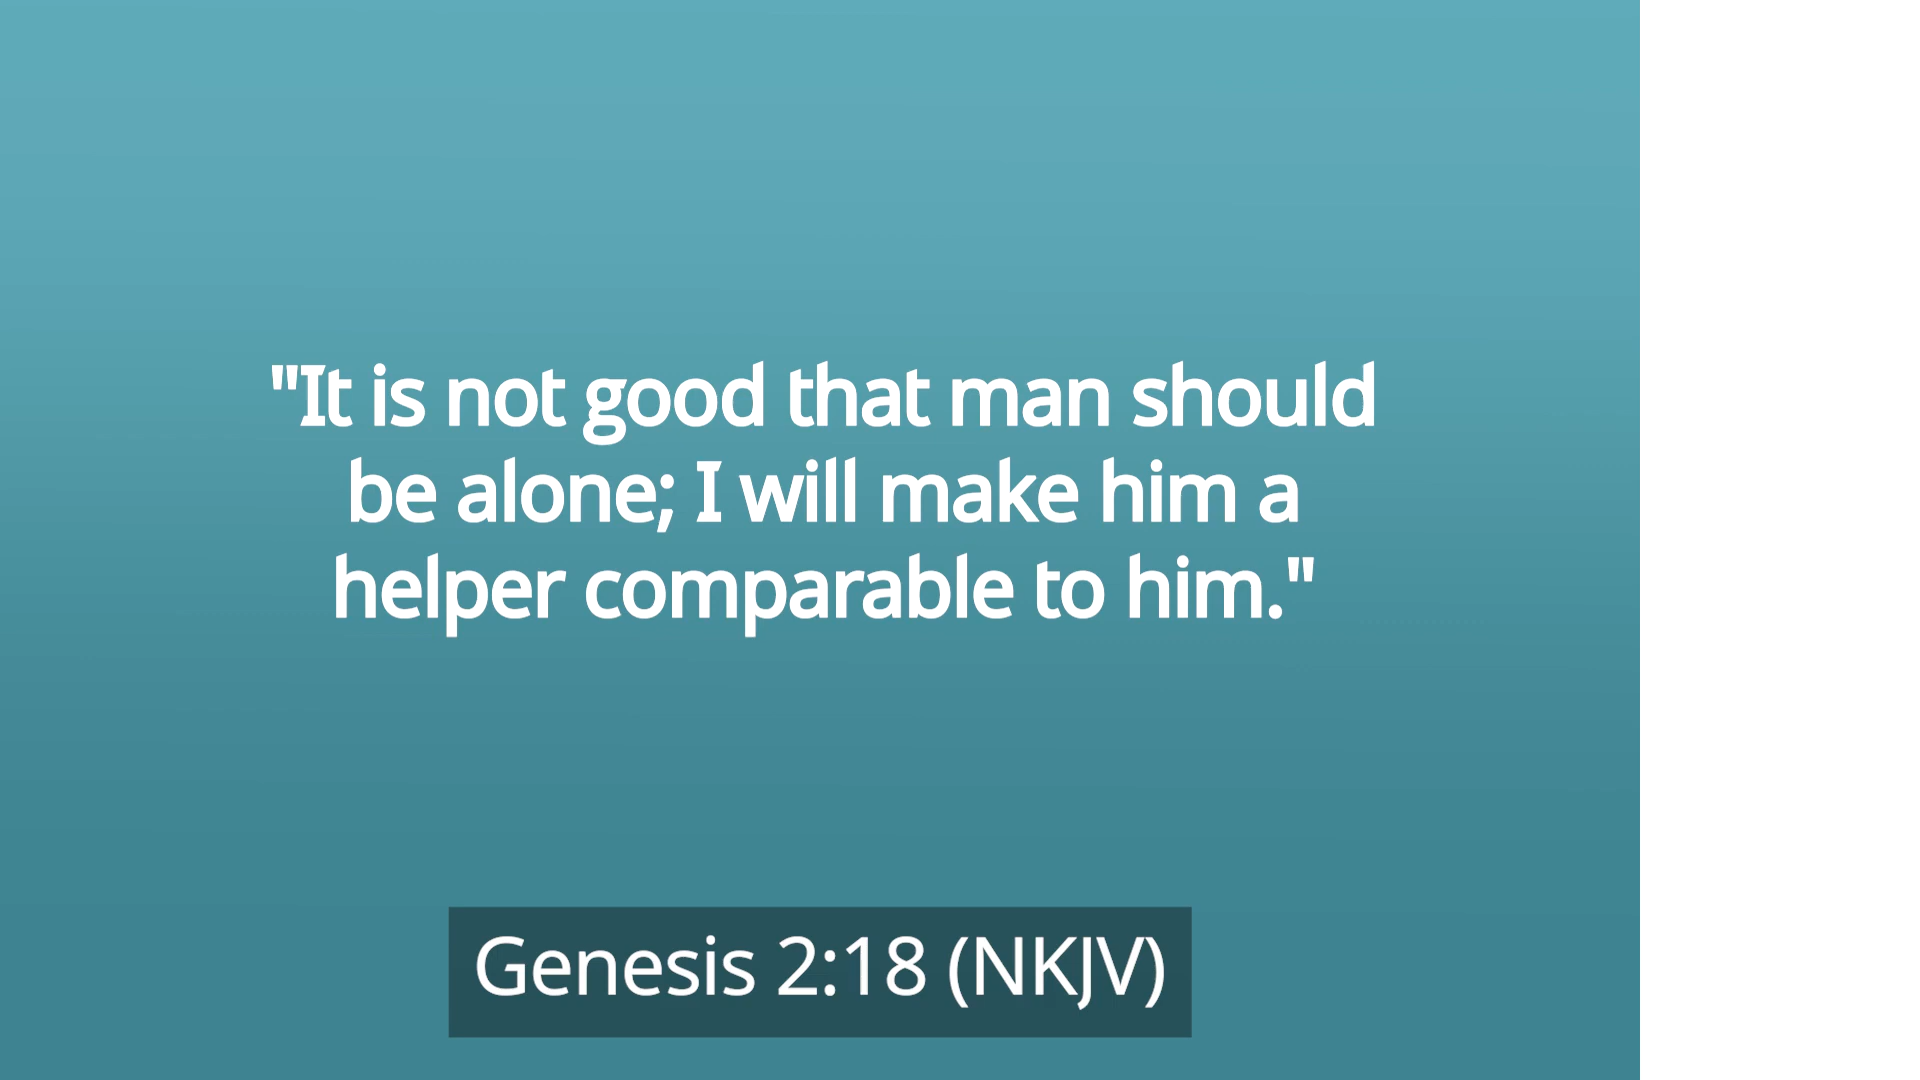 "It is not good that man should
be alone; I will make him a
helper comparable to him."
Genesis 2:18 (NKJV)